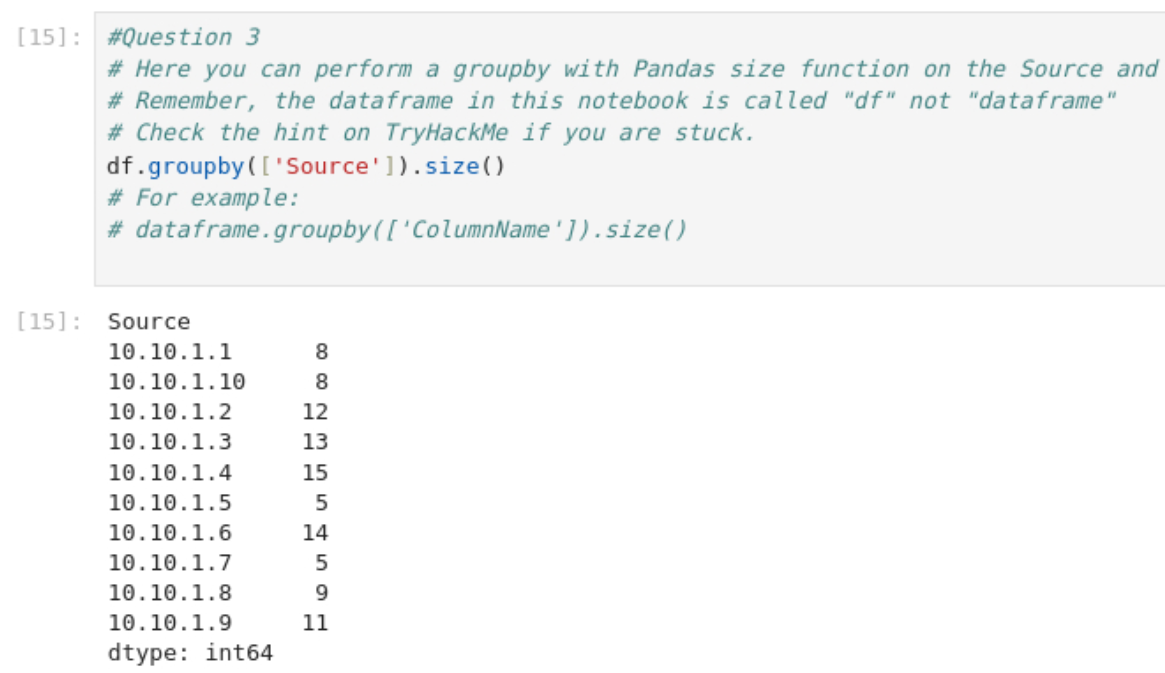 [15]: #Question 3
# Here you can perform a groupby with Pandas size function on the Source and
# Remember, the dataframe in this notebook is called "df" not "dataframe"
# Check the hint on TryHackMe if you are stuck.
df.groupby(['Source']).size()
# For example:
# dataframe.groupby(['ColumnName']).size()
[15]: Source
10.10.1.1 8
10.10.1.10 8
10.10.1.2 12
10.10.1.3 13
10.10.1.4 15
10.10.1.5 5
10.10.1.6 14
10.10.1.7 5
10.10.1.8 9
10.10.1.9 11
dtype: int64